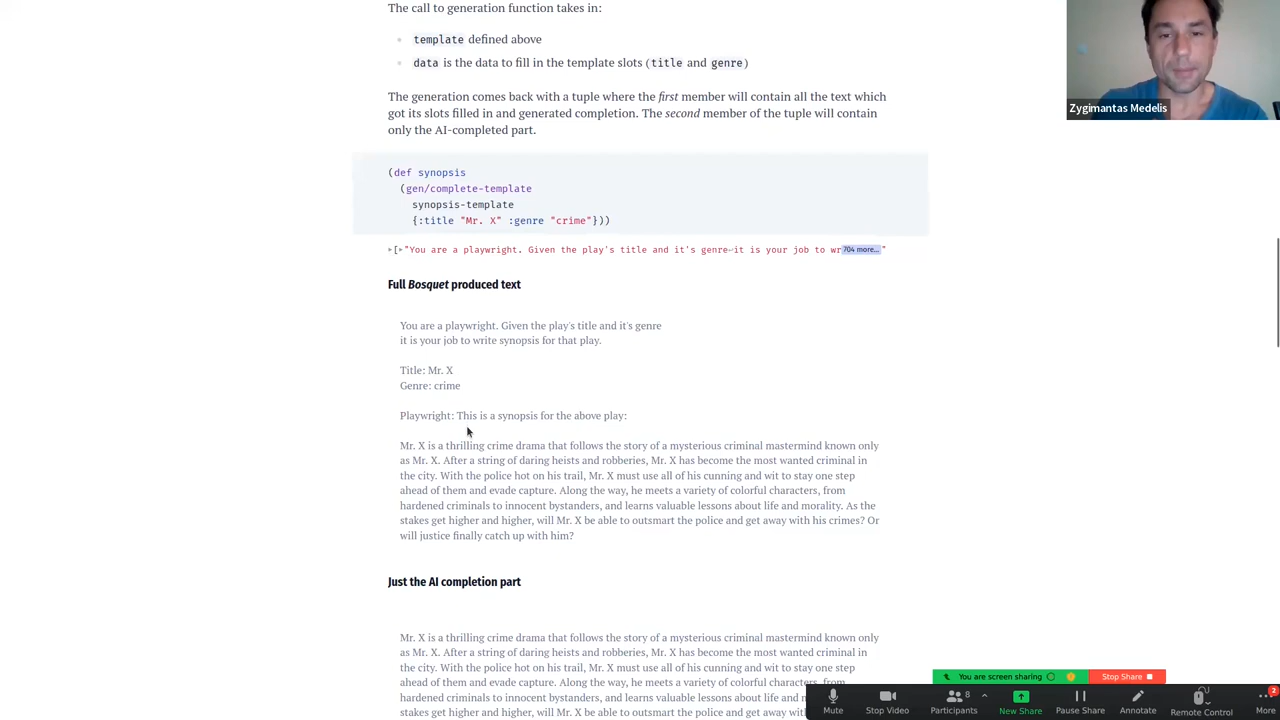 The call to generation function takes in:
template defined above
data is the data to fill in the template slots (title and genre)
The generation comes back with a tuple where the first member will contain all the text which
got its slots filled in and generated completion. The second member of the tuple will contain
only the AI-completed part.
(def synopsis
(gen/complete-template
synopsis-template
{:title "Mr. X" :genre "crime"}))
["You are a playwright. Given the play's title and it's genre↩it is your job to wr 704 more... "
Full Bosquet produced text
You are a playwright. Given the play's title and it's genre
it is your job to write synopsis for that play.
Title: Mr. X
Genre: crime
Playwright: This is a synopsis for the above play:
Mr. X is a thrilling crime drama that follows the story of a mysterious criminal mastermind known only
as Mr. X. After a string of daring heists and robberies, Mr. X has become the most wanted criminal in
the city. With the police hot on his trail, Mr. X must use all of his cunning and wit to stay one step
ahead of them and evade capture. Along the way, he meets a variety of colorful characters, from
hardened criminals to innocent bystanders, and learns valuable lessons about life and morality. As the
stakes get higher and higher, will Mr. X be able to outsmart the police and get away with his crimes? Or
will justice finally catch up with him?
Just the AI completion part
Mr. X is a thrilling crime drama that follows the story of a mysterious criminal mastermind known only
as Mr. X. After a string of daring heists and robberies, Mr. X has become the most wanted criminal in
the city. With the police hot on his trail, Mr. X must use all of his cunning and wit to stay one step
ahead of them and evade capture. Along the way, he meets a variety of colorful
hardened criminals to innocent bystanders, and learns valuable lessons about life and
stakes get higher and higher, will Mr. X be able to outsmart the police and get
Zygimantas Medelis
You are screen sharing
Stop Share
Mute
Stop Video
8
Participants
New Share
Pause Share
Annotate
Remote Control
2
More